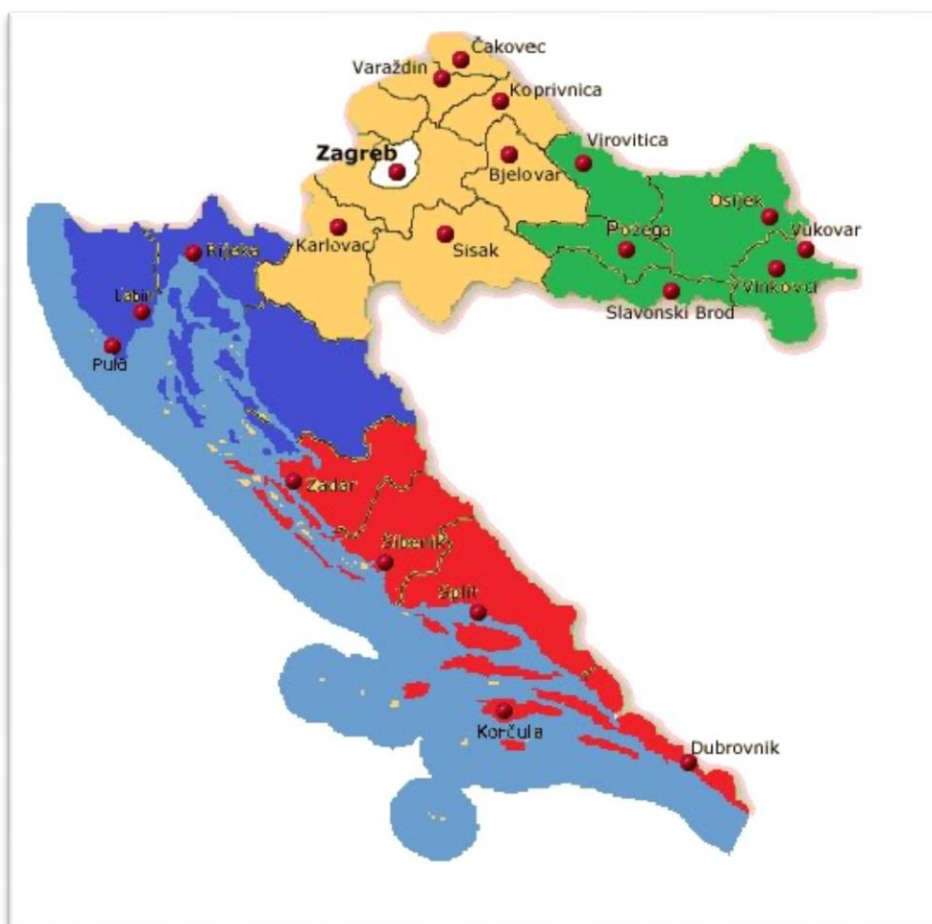 Čakovec
Varaždin
Koprivnica
Virovitica
Zagreb
Bjelovar
Osijek
Vukovar
Karlovac
Sisak
Požega
Rijeka
Vinkovci
Labin
Slavonski Brod
Pula
Zadar
Šibenik
Split
Korčula
Dubrovnik